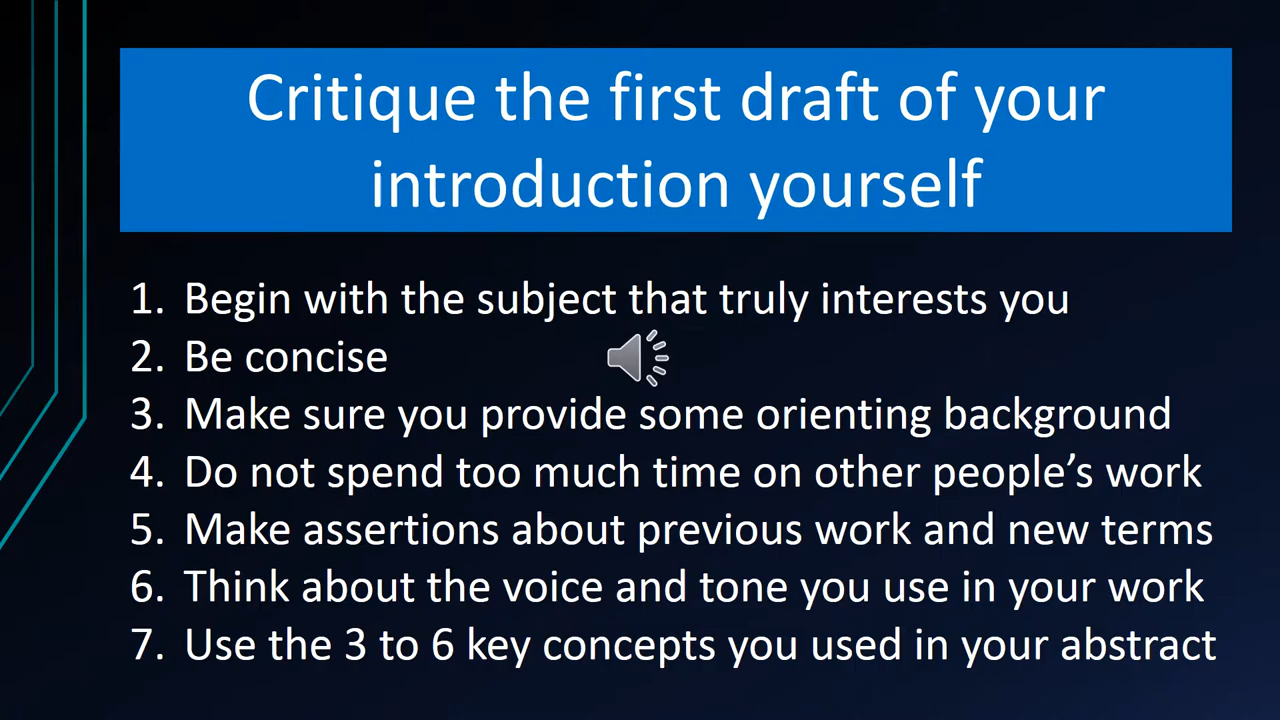 Critique the first draft of your
introduction yourself
1. Begin with the subject that truly interests you
2. Be concise
3. Make sure you provide some orienting background
4. Do not spend too much time on other people’s work
5. Make assertions about previous work and new terms
6. Think about the voice and tone you use in your work
7. Use the 3 to 6 key concepts you used in your abstract